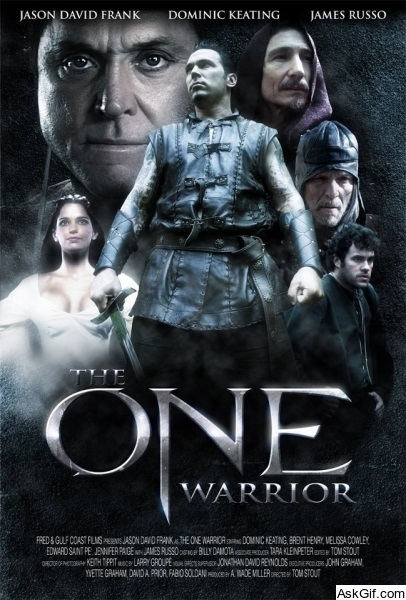 JASON DAVID FRANK DOMINIC KEATING JAMES RUSSO
THE
ONE
WARRIOR
FRED & GULF COAST FILMS PRESENTS JASON DAVID FRANK AS THE ONE WARRIOR STARRING DOMINIC KEATING, BRENT HENRY, MELISSA COWLEY,
EDWARD SAINT PE', JENNIFER PAIGE WITH JAMES RUSSO CASTING BY BILLY DAMOTA ASSOCIATE PRODUCER TARA KLEINPETER EDITED BY TOM STOUT
DIRECTOR OF PHOTOGRAPHY KEITH TIPPIT MUSIC BY LARRY GROUPÉ VISUAL EFFECTS SUPERVISOR JONATHAN DAVID REYNOLDS EXECUTIVE PRODUCERS JOHN GRAHAM,
YVETTE GRAHAM, DAVID A. PRIOR, FABIO SOLDANI PRODUCED BY A. WADE MILLER DIRECTED BY TOM STOUT
AskGif.com